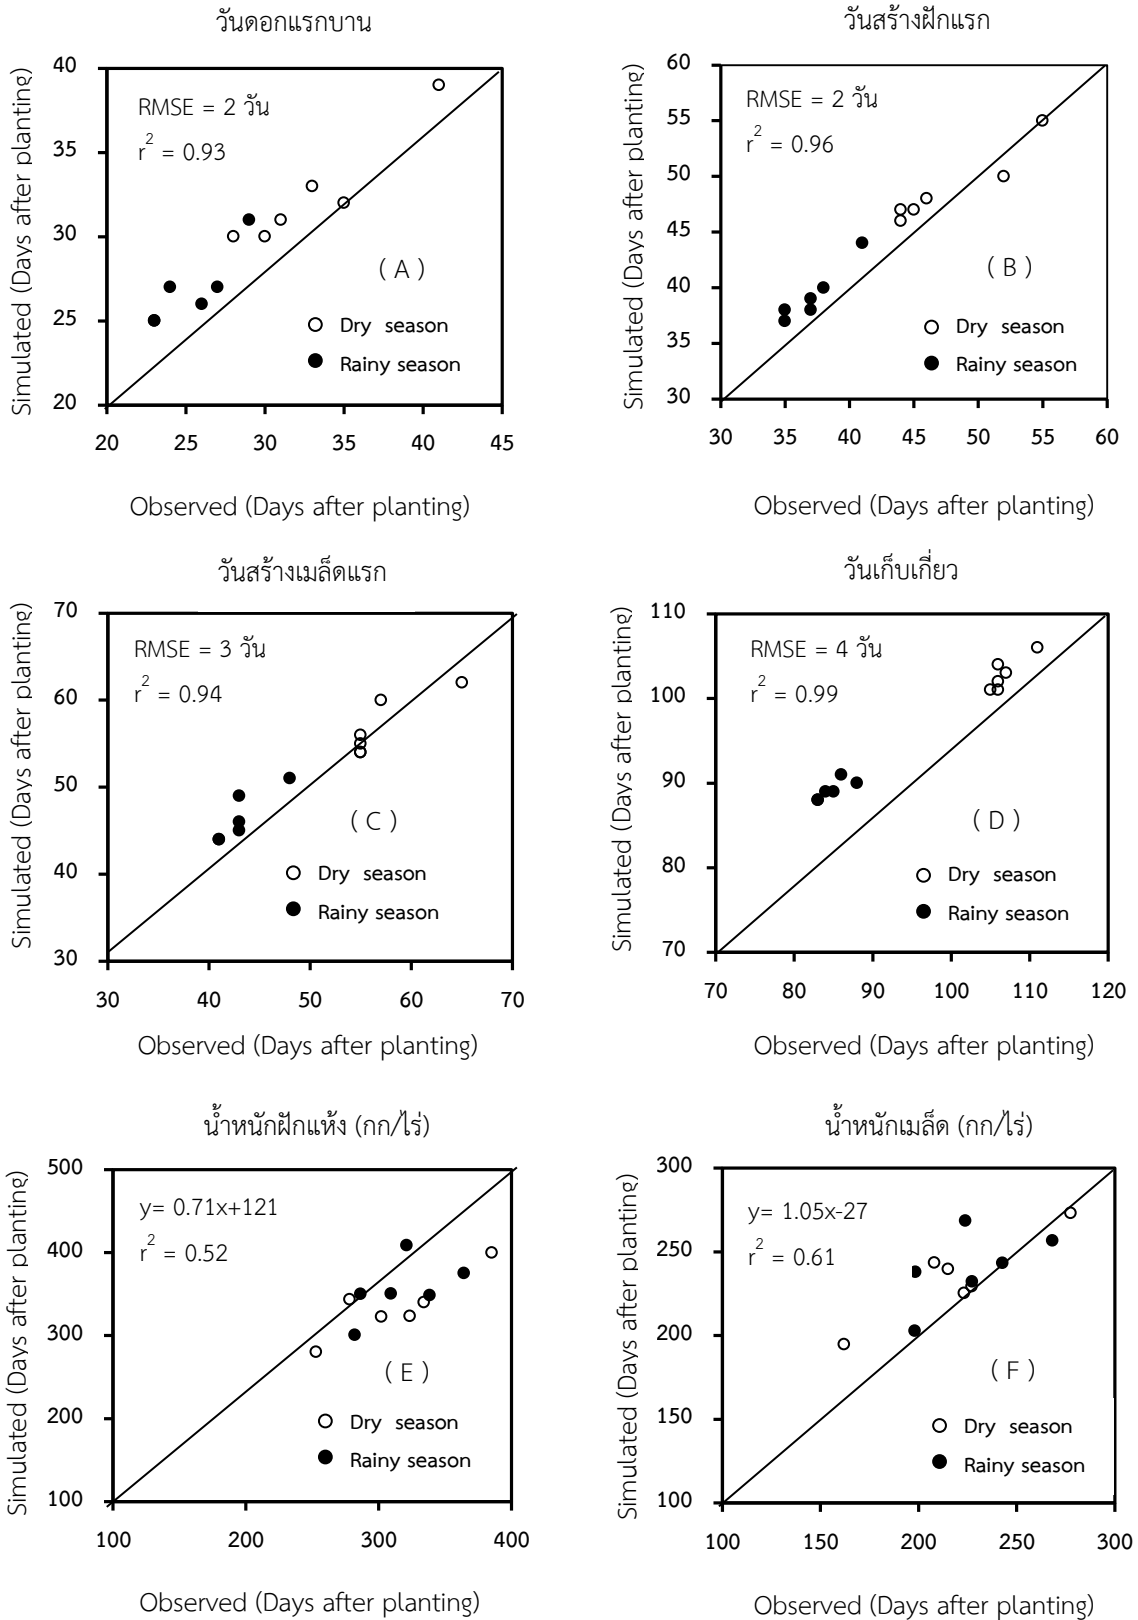 วันดอกแรกบาน
Simulated (Days after planting)
40
35
30
25
20
RMSE = 2 วัน
r² = 0.93
( A )
Dry season
Rainy season
20 25 30 35 40 45
Observed (Days after planting)
วันสร้างฝักแรก
Simulated (Days after planting)
60
55
50
45
40
35
30
RMSE = 2 วัน
r² = 0.96
( B )
Dry season
Rainy season
30 35 41 45 50 55 60
Observed (Days after planting)
วันสร้างเมล็ดแรก
Simulated (Days after planting)
70
60
50
40
30
RMSE = 3 วัน
r² = 0.94
( C )
Dry season
Rainy season
30 40 50 60 70
Observed (Days after planting)
วันเก็บเกี่ยว
Simulated (Days after planting)
110
100
90
80
70
RMSE = 4 วัน
r² = 0.99
( D )
Dry season
Rainy season
70 80 90 100 110 120
Observed (Days after planting)
น้ำหนักฝักแห้ง (กก/ไร่)
Simulated (Days after planting)
500
400
300
200
100
y= 0.71x+121
r² = 0.52
( E )
Dry season
Rainy season
100 200 300 400
Observed (Days after planting)
น้ำหนักเมล็ด (กก/ไร่)
Simulated (Days after planting)
300
250
200
150
100
y= 1.05x-27
r² = 0.61
( F )
Dry season
Rainy season
100 150 200 250 300
Observed (Days after planting)